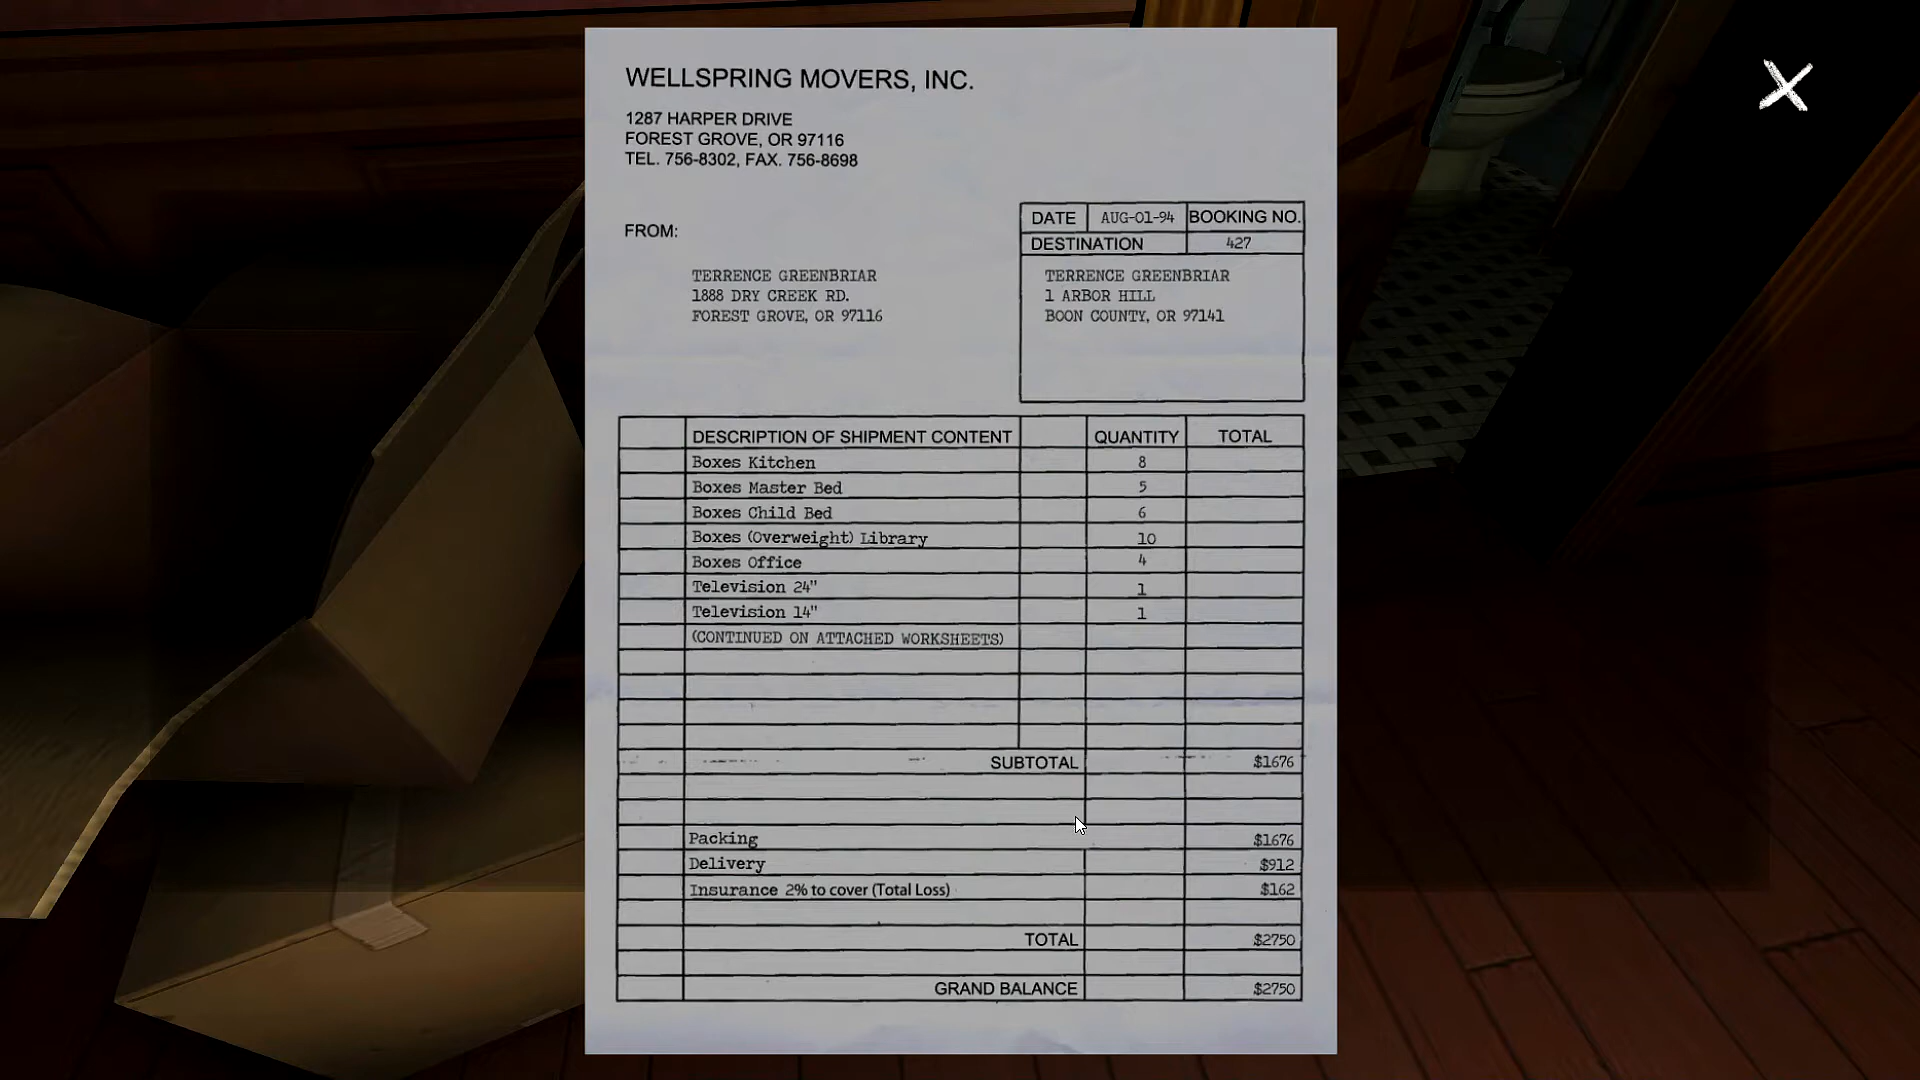 WELLSPRING MOVERS, INC.
1287 HARPER DRIVE
FOREST GROVE, OR 97116
TEL. 756-8302, FAX. 756-8698
DATE AUG-01-94 BOOKING NO.
DESTINATION 427
FROM:
TERRENCE GREENBRIAR
1888 DRY CREEK RD.
FOREST GROVE, OR 97116
TERRENCE GREENBRIAR
1 ARBOR HILL
BOON COUNTY, OR 97141
DESCRIPTION OF SHIPMENT CONTENT QUANTITY TOTAL
Boxes Kitchen 8
Boxes Master Bed 5
Boxes Child Bed 6
Boxes (Overweight) Library 10
Boxes Office 4
Television 24" 1
Television 14" 1
(CONTINUED ON ATTACHED WORKSHEETS)
SUBTOTAL $1676
Packing $1676
Delivery $912
Insurance 2% to cover (Total Loss) $162
TOTAL $2750
GRAND BALANCE $2750